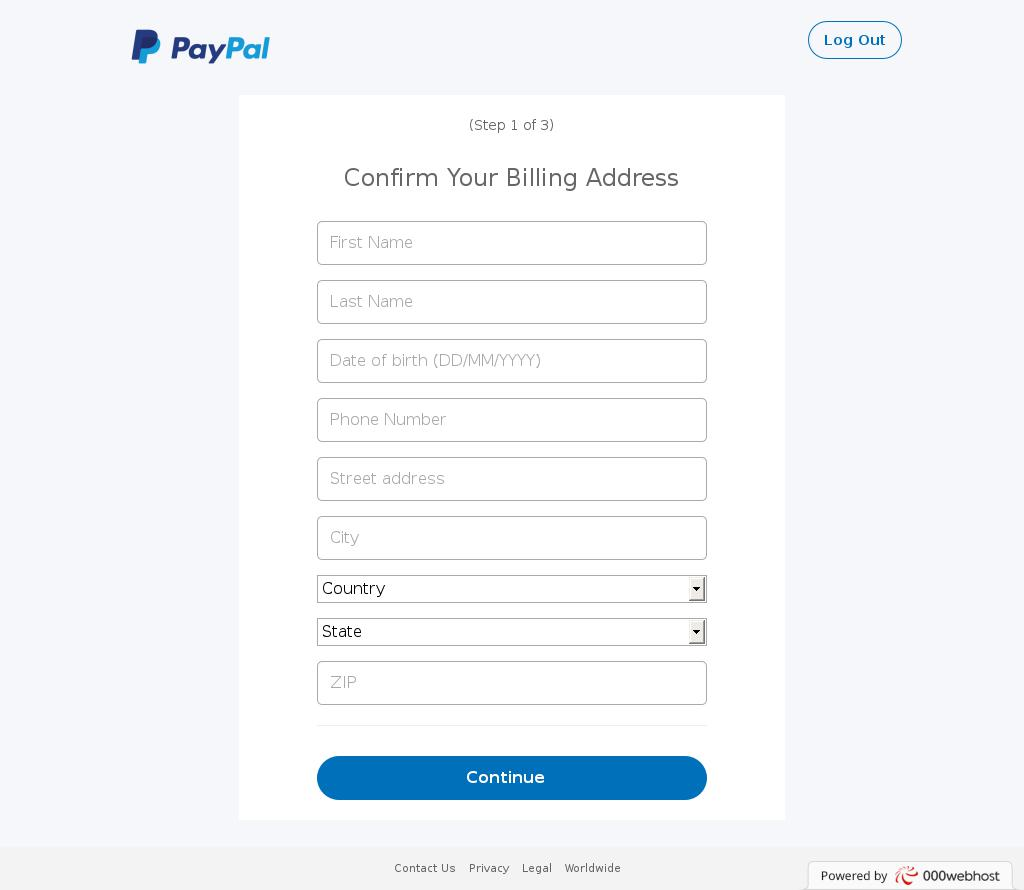 PayPal
Log Out
(Step 1 of 3)
Confirm Your Billing Address
First Name
Last Name
Date of birth (DD/MM/YYYY)
Phone Number
Street address
City
Country
State
ZIP
Continue
Contact Us Privacy Legal Worldwide
Powered by 000webhost